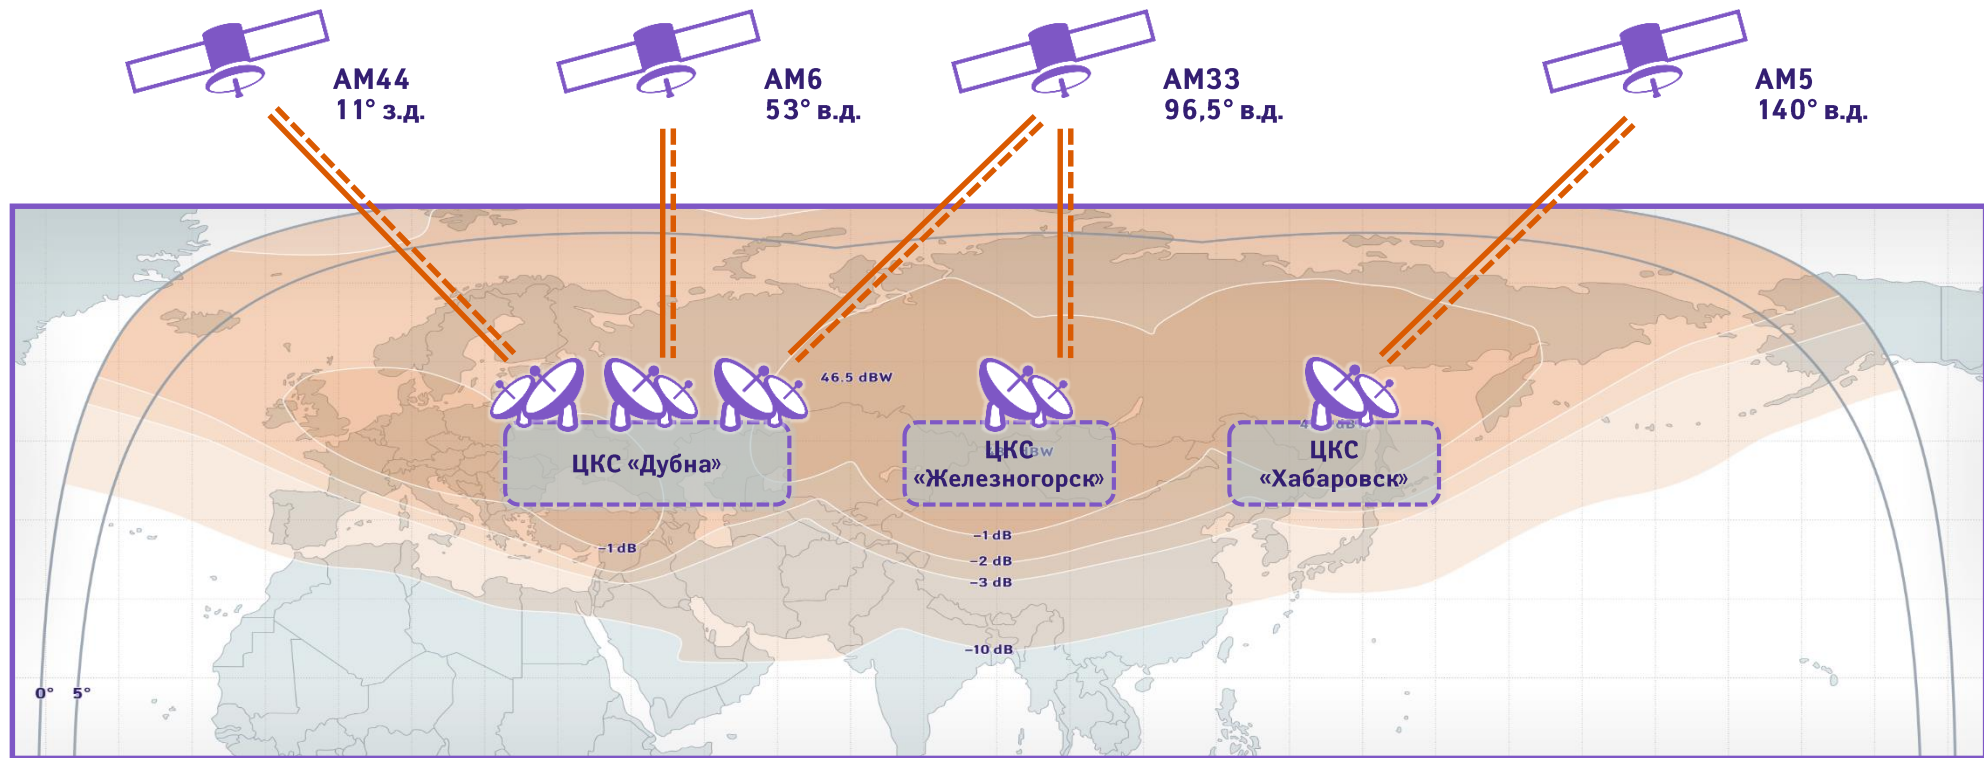 АМ44
11° з.д.
АМ6
53° в.д.
АМ33
96,5° в.д.
АМ5
140° в.д.
46.5 dBW
ЦКС «Дубна»
ЦКС
«Железногорск»
ЦКС
«Хабаровск»
–1 dB
–1 dB
–2 dB
–3 dB
–10 dB
0° 5°